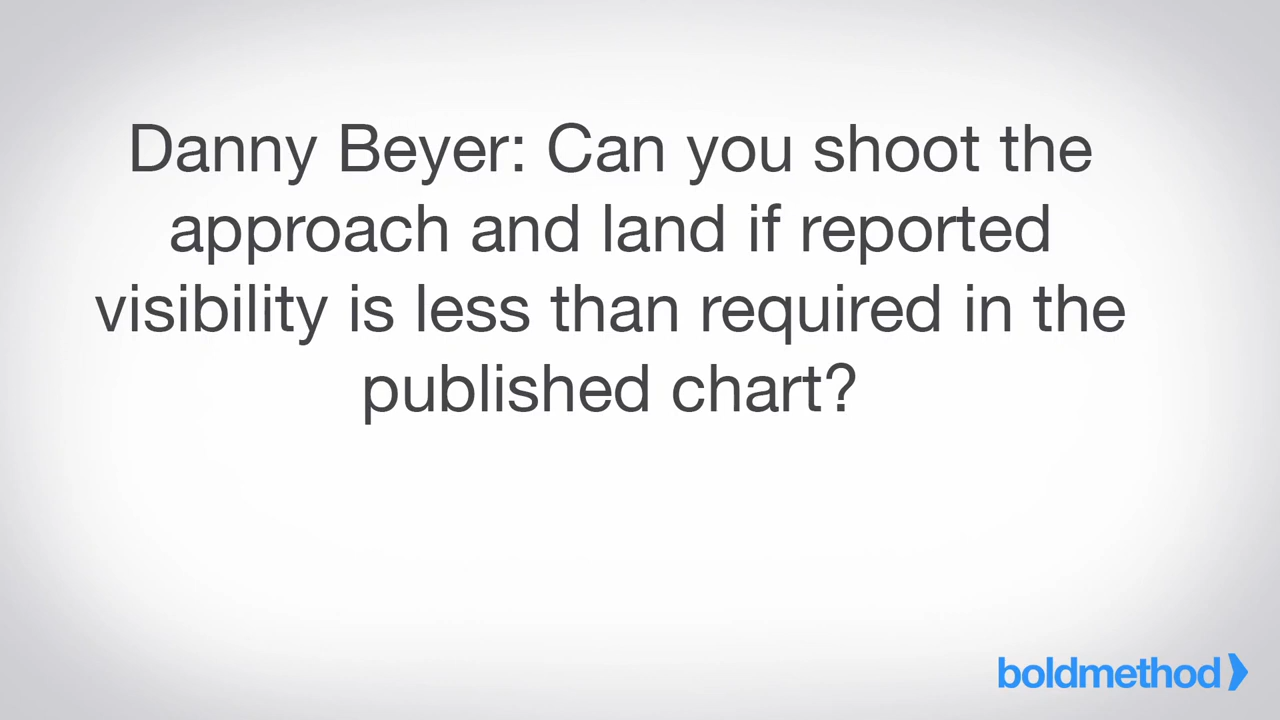 Danny Beyer: Can you shoot the
approach and land if reported
visibility is less than required in the
published chart?
boldmethod